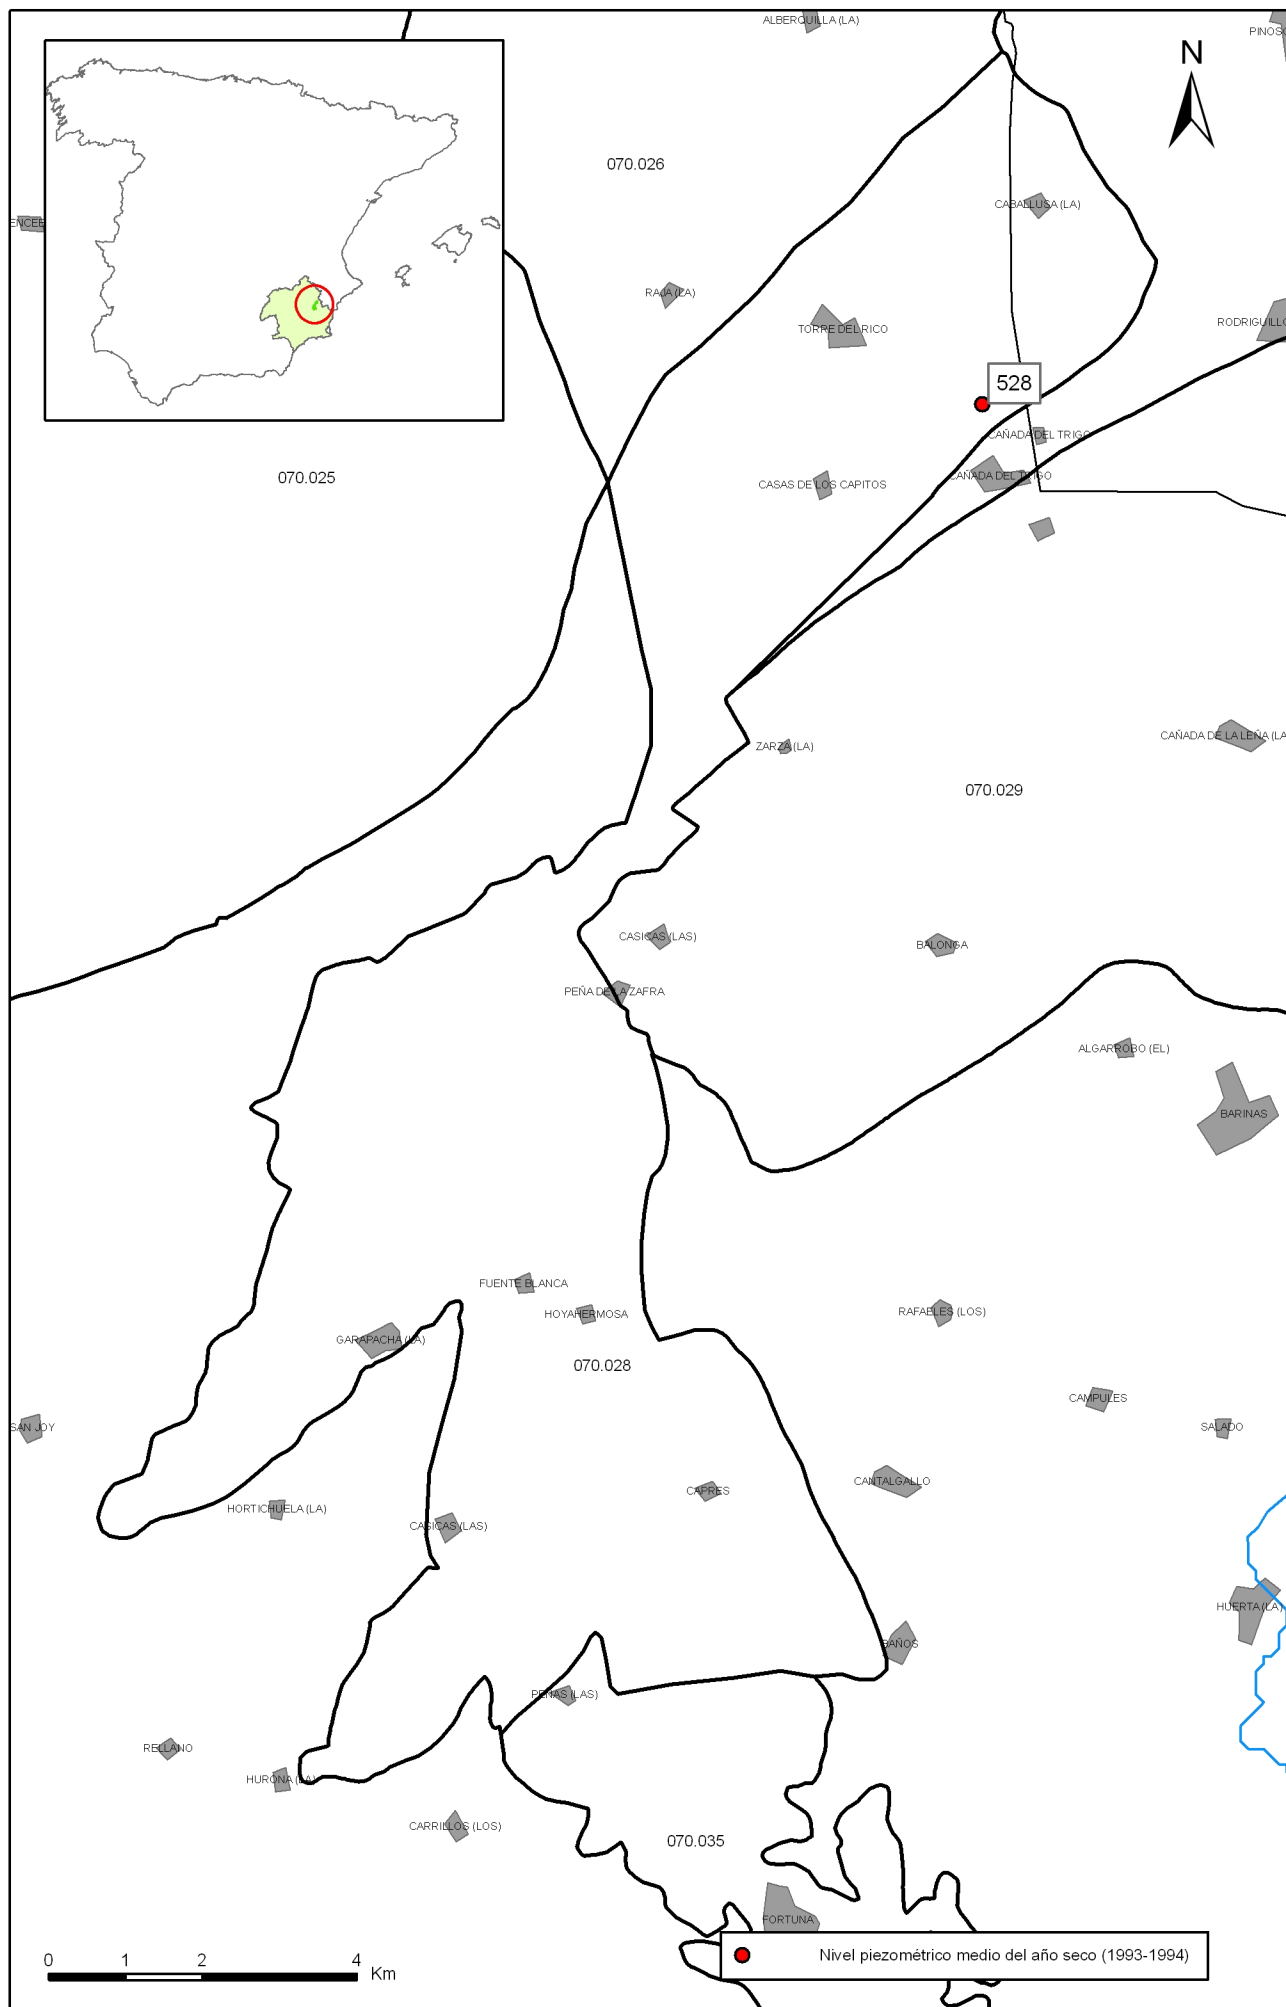 ALBERQUILLA (LA)
PINOSO
N
070.026
CABALLUSA (LA)
RAJA (LA)
TORRE DEL RICO
RODRIGUILLO
528
CAÑADA DEL TRIGO
070.025
CASAS DE LOS CAPITOS
CAÑADA DEL TRIGO
ZARZA (LA)
CAÑADA DE LA LEÑA (LA
070.029
CASICAS (LAS)
BALONGA
PEÑA DE LA ZAFRA
ALGARROBO (EL)
BARINAS
FUENTE BLANCA
HOYAHERMOSA
RAFAELES (LOS)
GARAPACHA (LA)
070.028
CAMPULES
SAN JOY
SALADO
CANTALGALLO
CAPRES
HORTICHUELA (LA)
CASICAS (LAS)
HUERTA (LA)
BAÑOS
PEÑAS (LAS)
RELLANO
HURONA (LA)
CARRILLOS (LOS)
070.035
FORTUNA
Nivel piezométrico medio del año seco (1993-1994)
0 1 2 4
Km